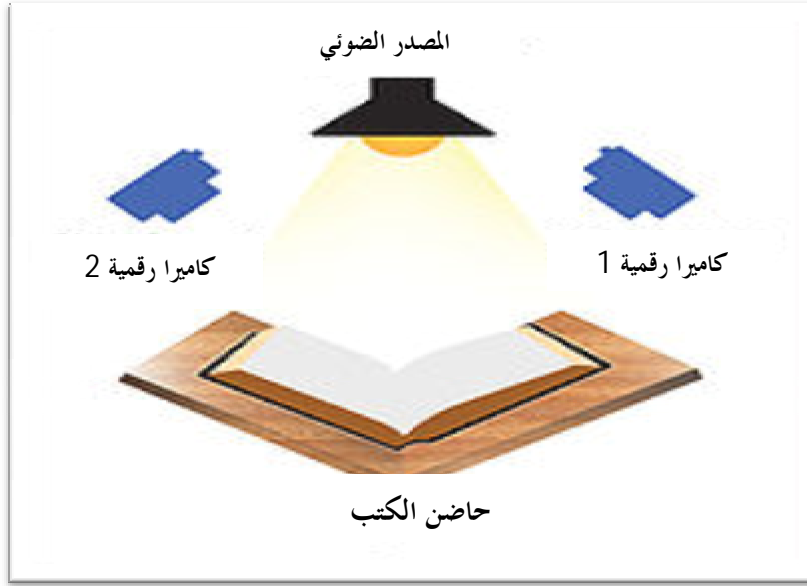 المصدر الضوئي
كاميرا رقمية 1
كاميرا رقمية 2
حاضن الكتب